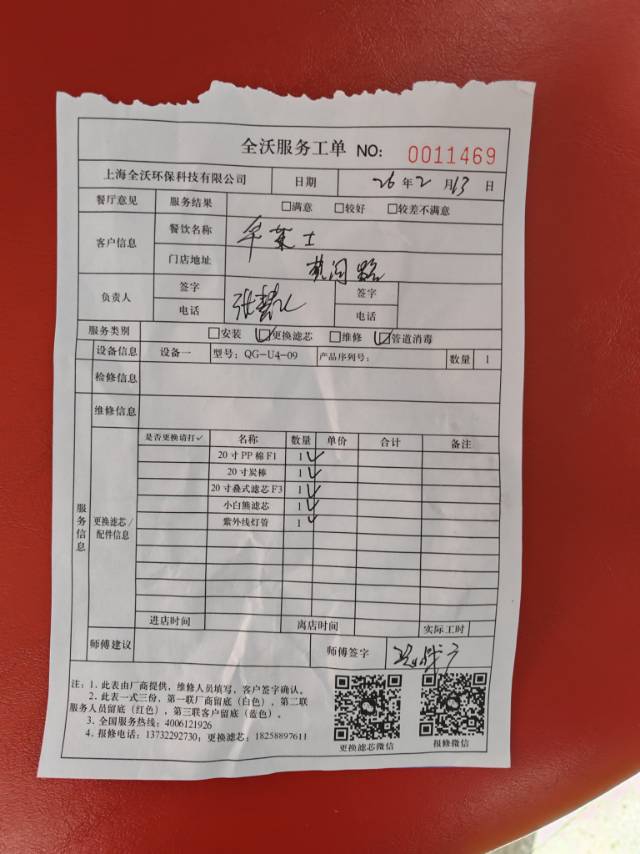 全沃服务工单 NO: 0011469
上海全沃环保科技有限公司 日期 26年2月13日
餐厅意见 服务结果 □满意 □较好 □较差不满意
客户信息 餐饮名称
门店地址
负责人 签字 签字
电话 电话
服务类别 □安装 ☑更换滤芯 □维修 ☑管道消毒
设备信息 设备一 型号: QG-U4-09 产品序列号: 数量 1
检修信息
维修信息
是否更换请打✓ 名称 数量 单价 合计 备注
20寸PP棉F1 1 ✓
20寸炭棒 1 ✓
20寸叠式滤芯F3 1 ✓
小白熊滤芯 1 ✓
紫外线灯管 1 ✓
服务信息
更换滤芯/
配件信息
进店时间 离店时间 实际工时
师傅建议 师傅签字
注: 1. 此表由厂商提供, 维修人员填写, 客户签字确认。
2. 此表一式三份, 第一联厂商留底 (白色), 第二联
服务人员留底 (红色), 第三联客户留底 (蓝色)。
3. 全国服务热线: 4006121926
4. 报修电话: 13732292730; 更换滤芯: 18258897611
更换滤芯微信 报修微信